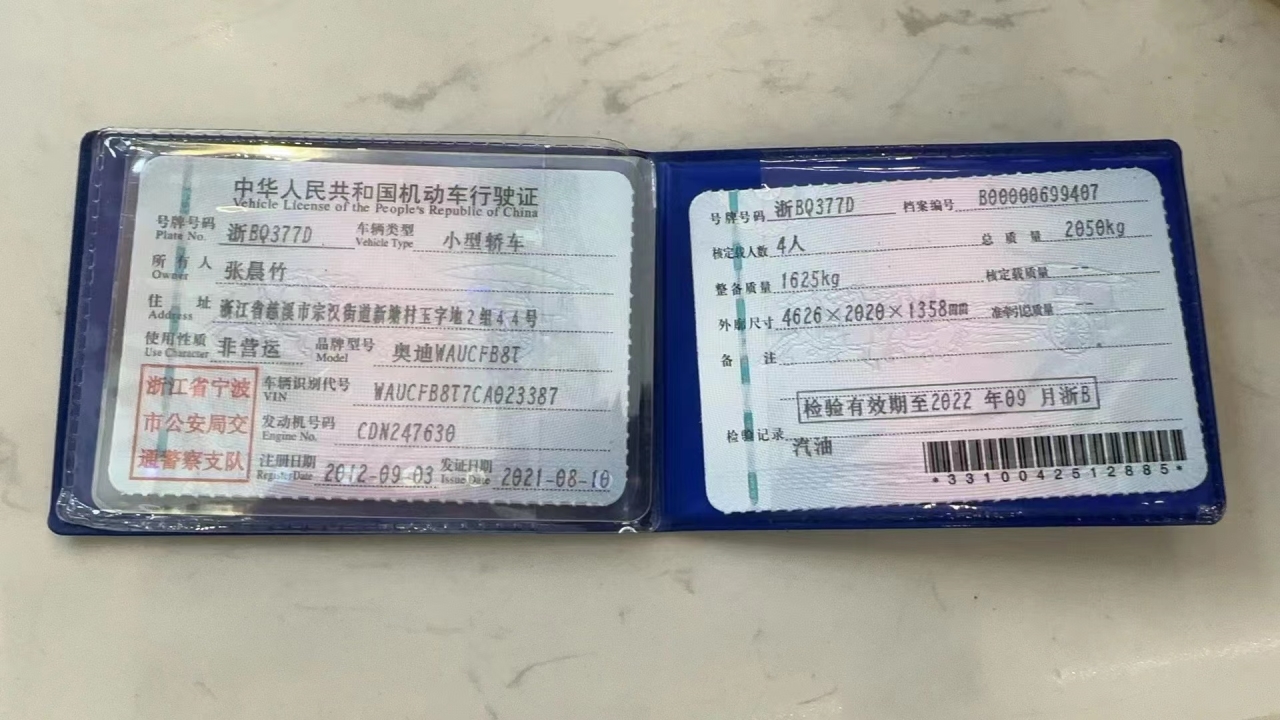 中华人民共和国机动车行驶证
Vehicle License of the People's Republic of China
号牌号码 浙BQ377D 车辆类型 小型轿车
Plate No. Vehicle Type
所有人 张晨竹
Owner
住址 浙江省慈溪市宗汉街道新塘村玉字地2组44号
Address
使用性质 非营运 品牌型号 奥迪WAUCFB8T
Use Character Model
浙江省宁波
市公安局交
通警察支队
车辆识别代号 WAUCFB8T7CA023387
VIN
发动机号码 CDN247630
Engine No.
注册日期 2012-09-03 发证日期 2021-08-10
Register Date Issue Date
号牌号码 浙BQ377D 档案编号 B00000699407
核定载人数 4人 总质量 2050kg
整备质量 1625kg 核定载质量 --
外廓尺寸 4626×2020×1358mm 准牵引总质量 --
备注
检验有效期至2022年09月浙B
检验记录
汽油
*3310042512885*